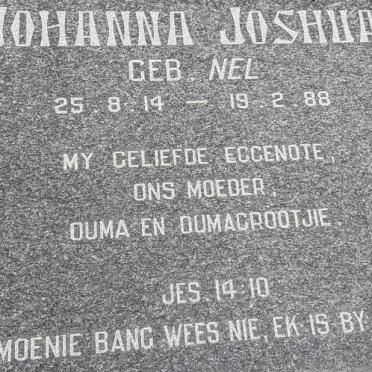 JOHANNA JOSHUA
GEB. NEL
25.8.14 — 19.2.88
MY GELIEFDE EGGENOTE,
ONS MOEDER,
OUMA EN OUMAGROOTJIE.
JES. 14:10
MOENIE BANG WEES NIE, EK IS BY